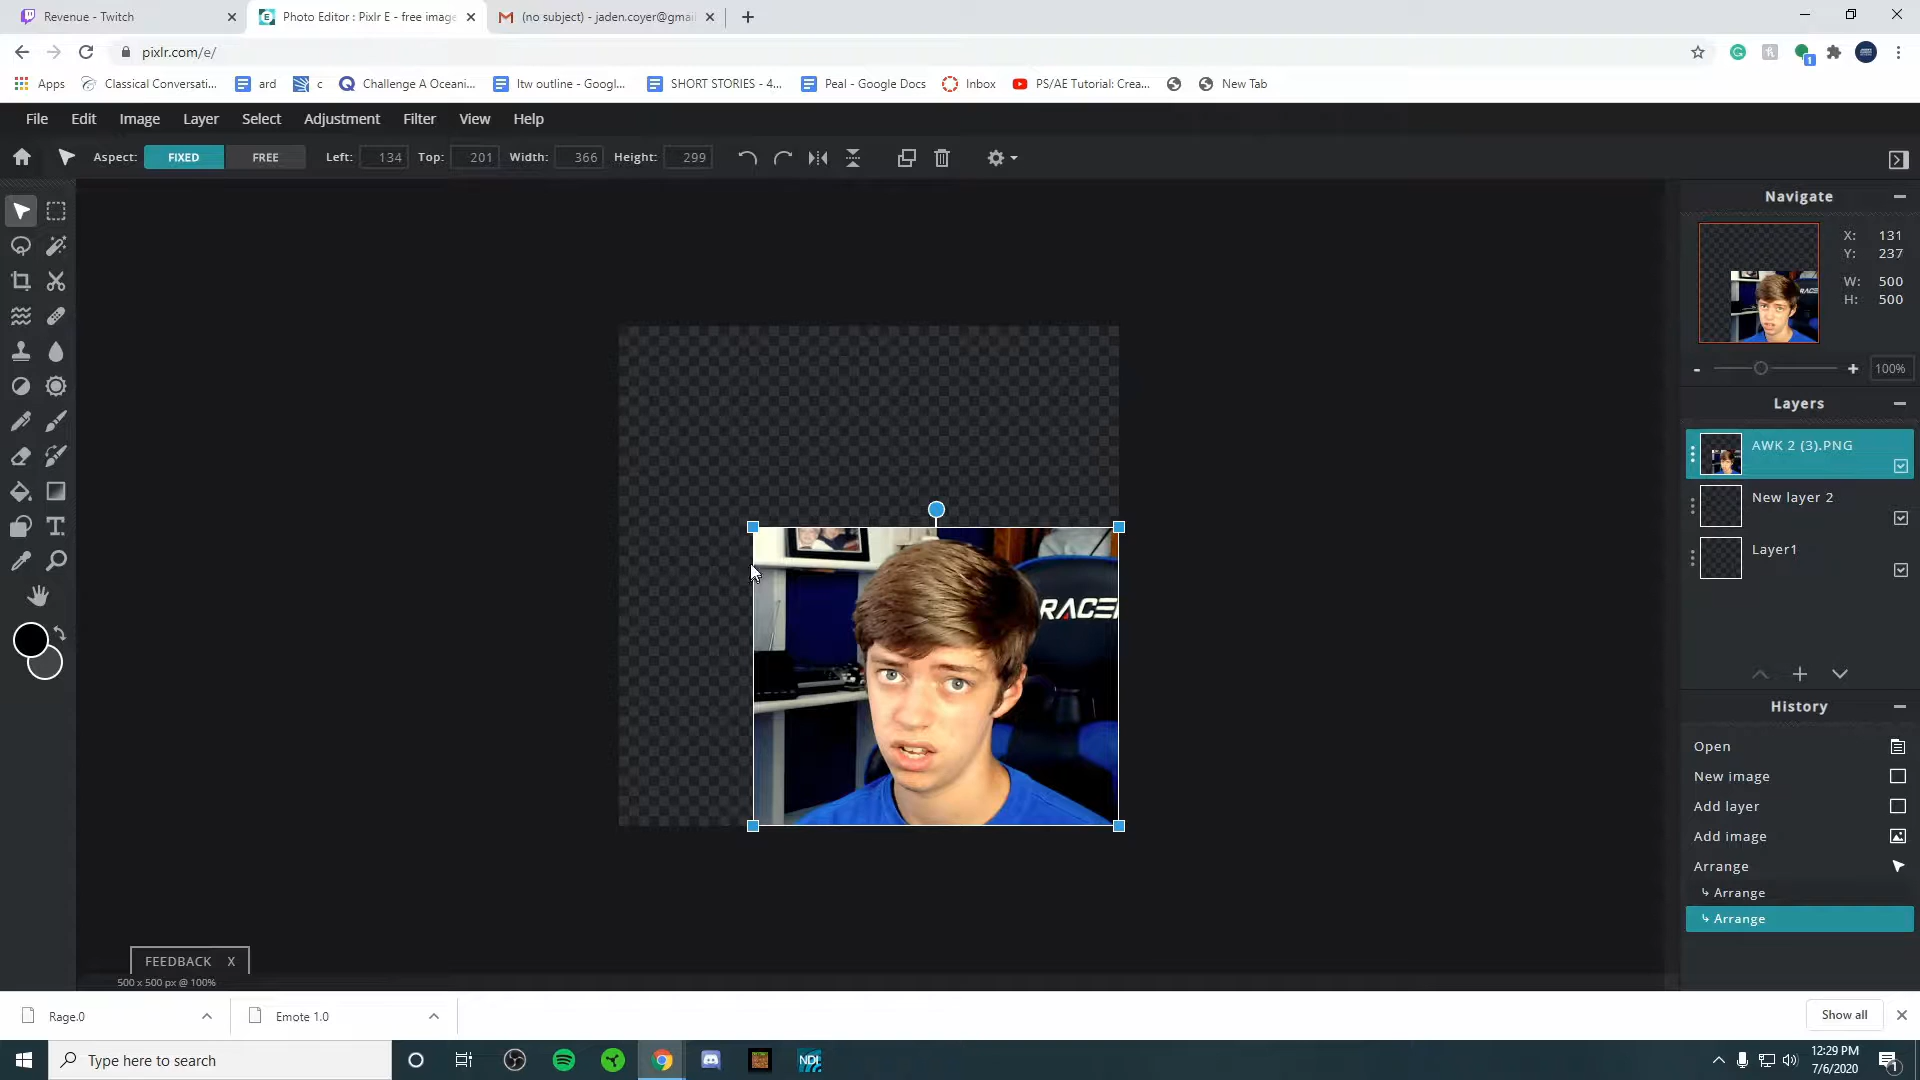 Revenue - Twitch
Photo Editor : Pixlr E - free image
(no subject) - jaden.coyer@gmai
pixlr.com/e/
Apps
Classical Conversati...
ard
c
Challenge A Oceani...
ltw outline - Googl...
SHORT STORIES - 4...
Peal - Google Docs
Inbox
PS/AE Tutorial: Crea...
New Tab
File Edit Image Layer Select Adjustment Filter View Help
Aspect: FIXED FREE Left: 134 Top: 201 Width: 366 Height: 299
Navigate
X: 131
Y: 237
W: 500
H: 500
100%
Layers
AWK 2 (3).PNG
New layer 2
Layer1
RACE
History
Open
New image
Add layer
Add image
Arrange
Arrange
Arrange
FEEDBACK X
500 x 500 px @ 100%
Rage.0
Emote 1.0
Show all
Type here to search
NDI
12:29 PM
7/6/2020
1